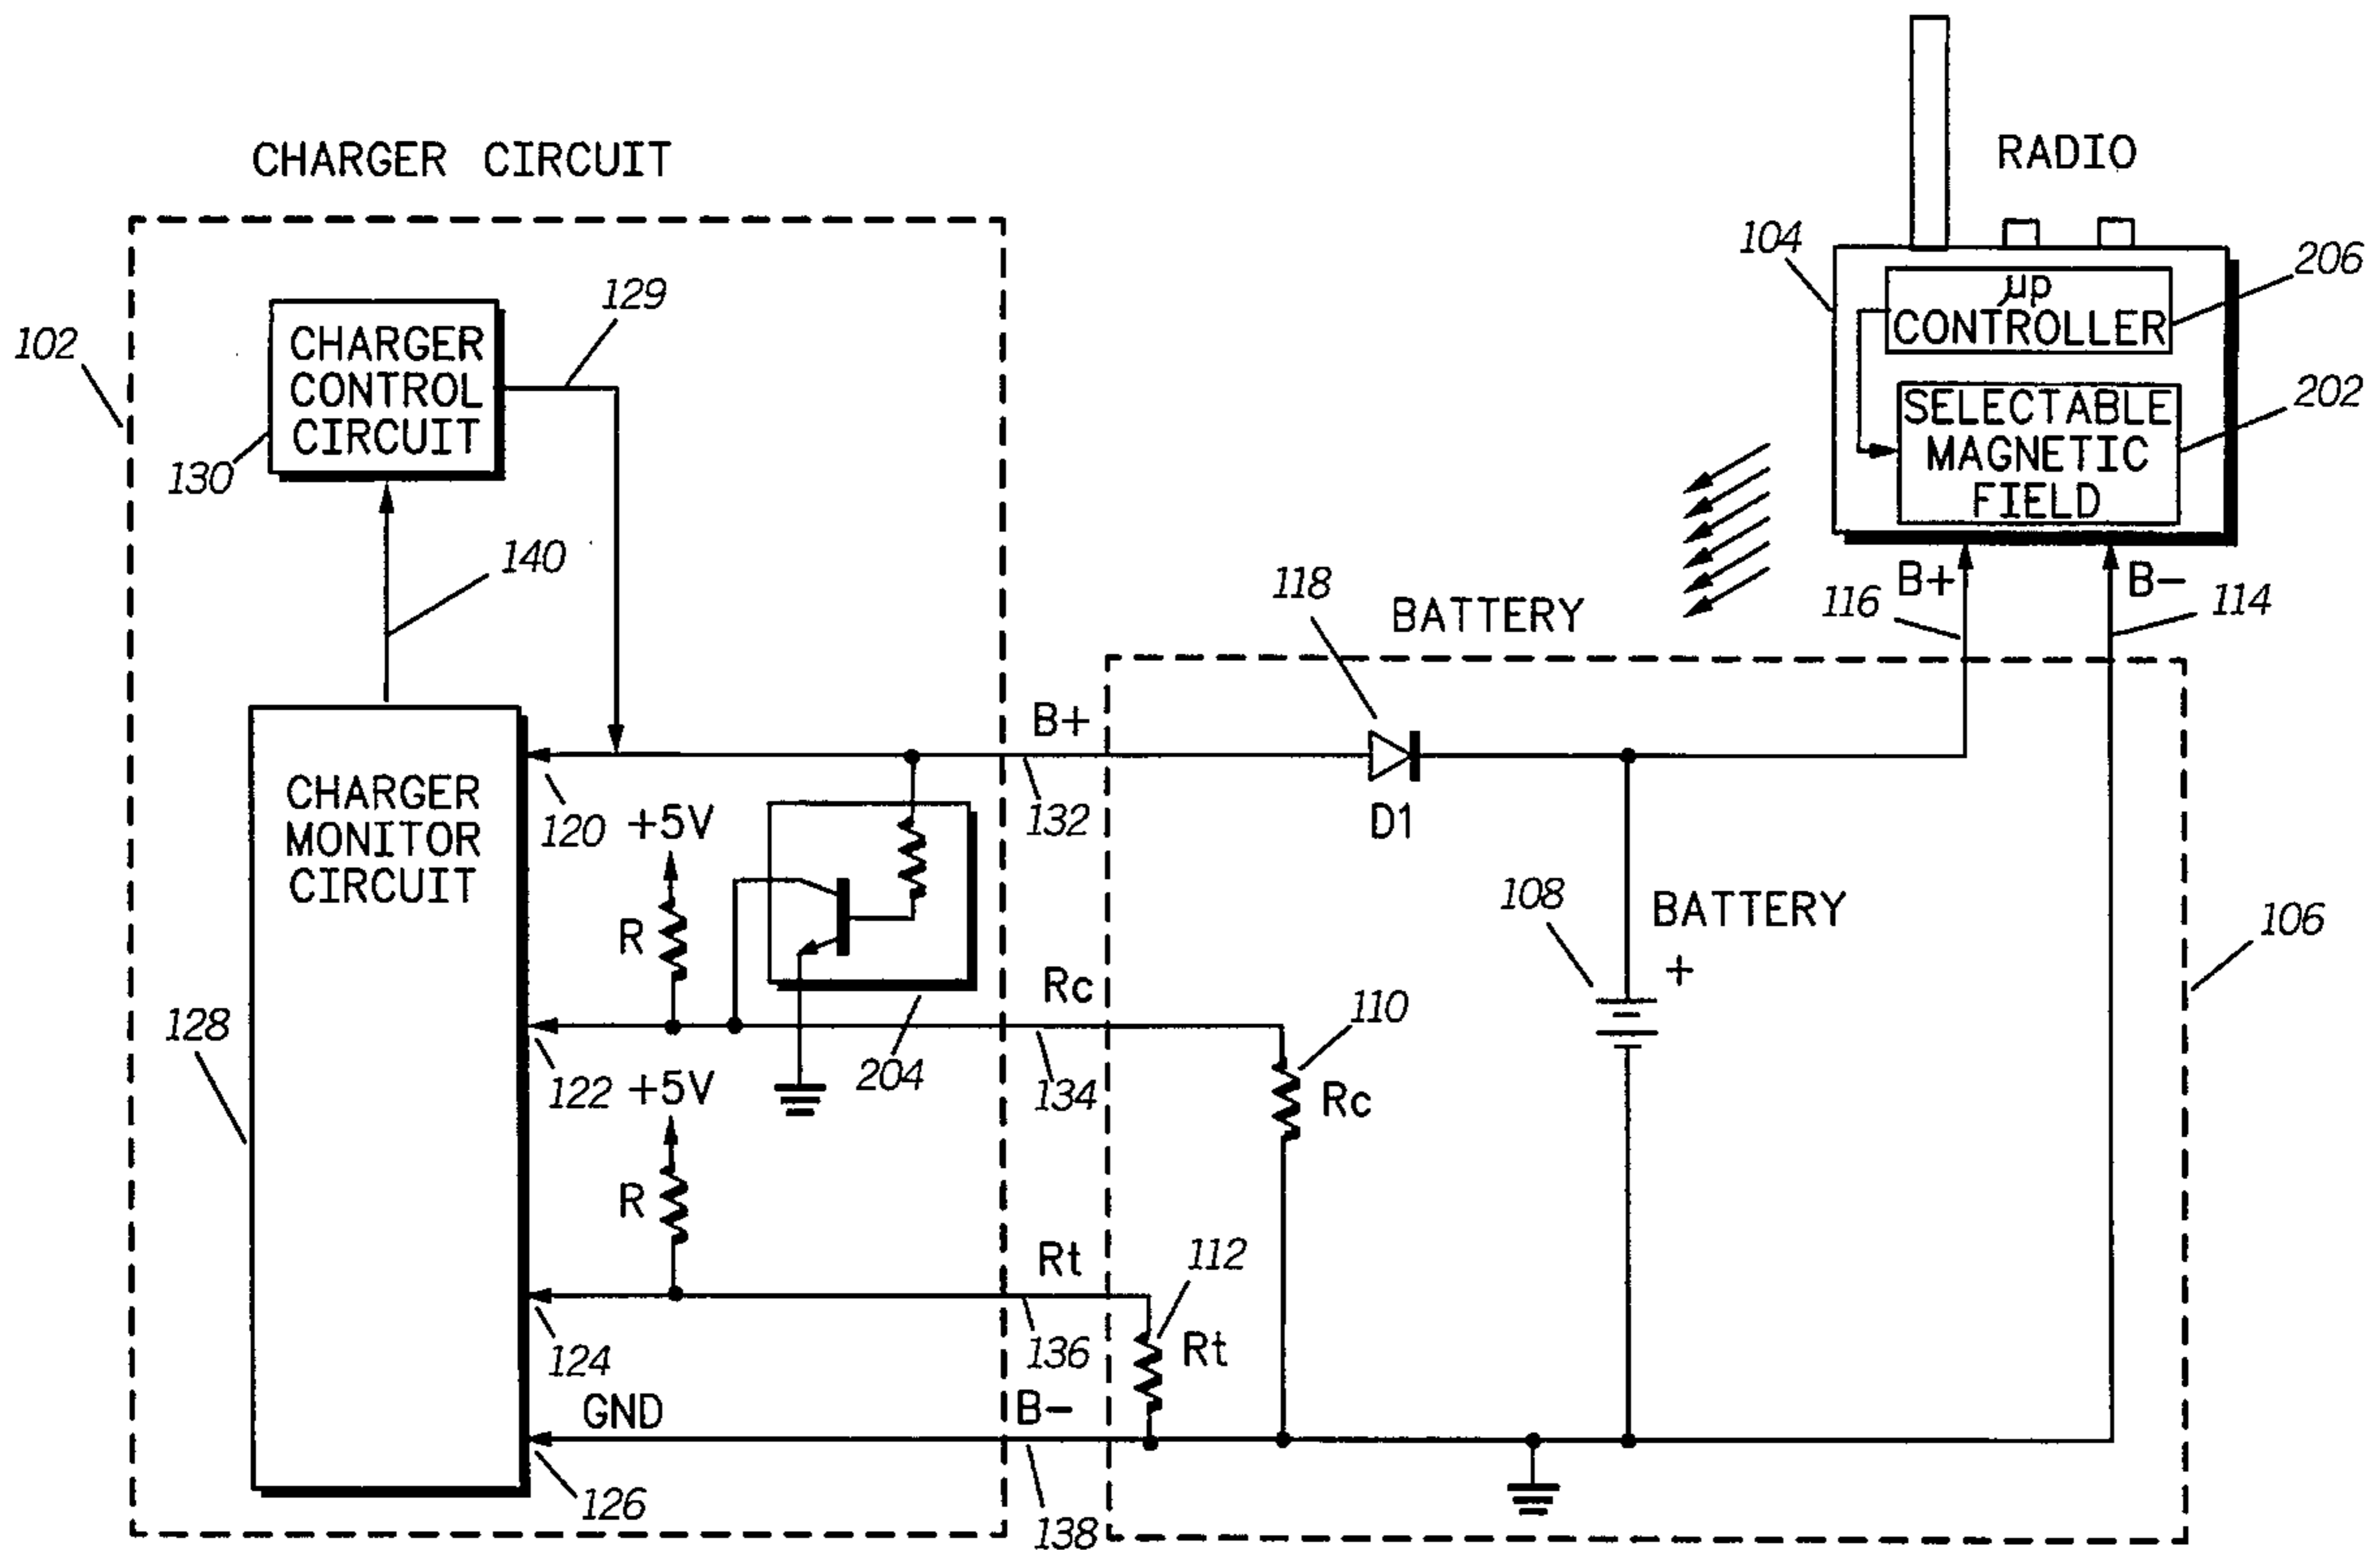 CHARGER CIRCUIT
RADIO
104
206
µp
CONTROLLER
129
102
CHARGER
CONTROL
CIRCUIT
130
202
SELECTABLE
MAGNETIC
FIELD
140
118
BATTERY
B+
B-
116
114
B+
132
D1
CHARGER
MONITOR
CIRCUIT
120
+5V
R
108
BATTERY
+
106
Rc
110
128
204
122
+5V
134
Rc
R
Rt
112
124
136
Rt
GND
B-
126
138